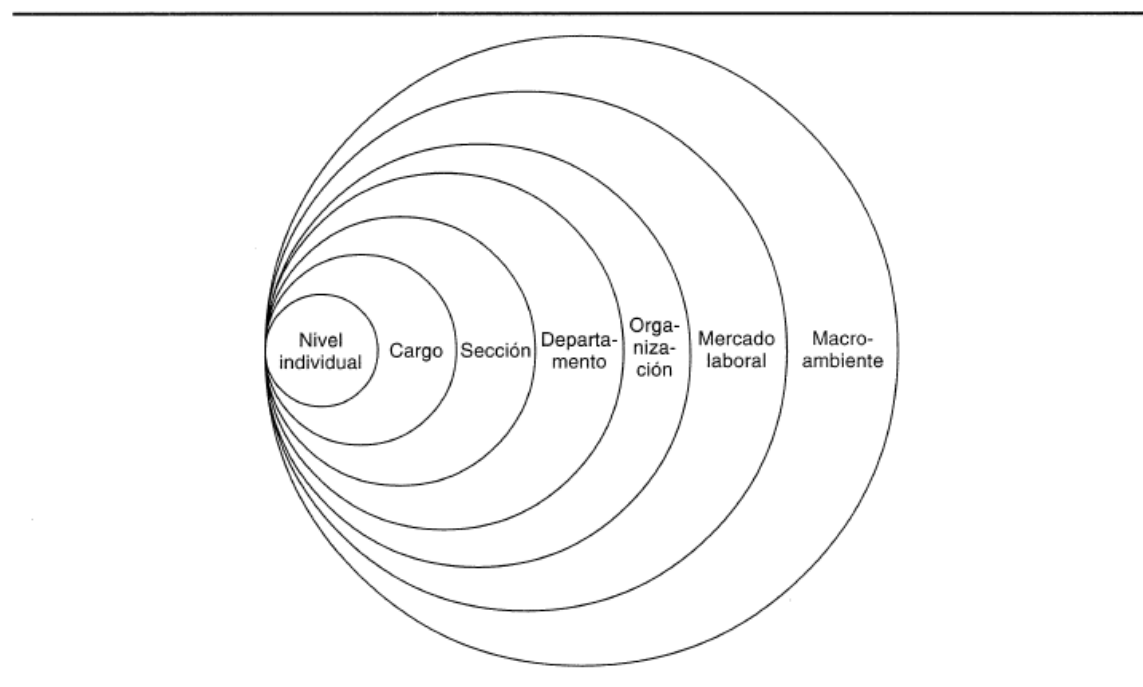 Nivel
individual
Cargo
Sección
Departa-
mento
Orga-
niza-
ción
Mercado
laboral
Macro-
ambiente